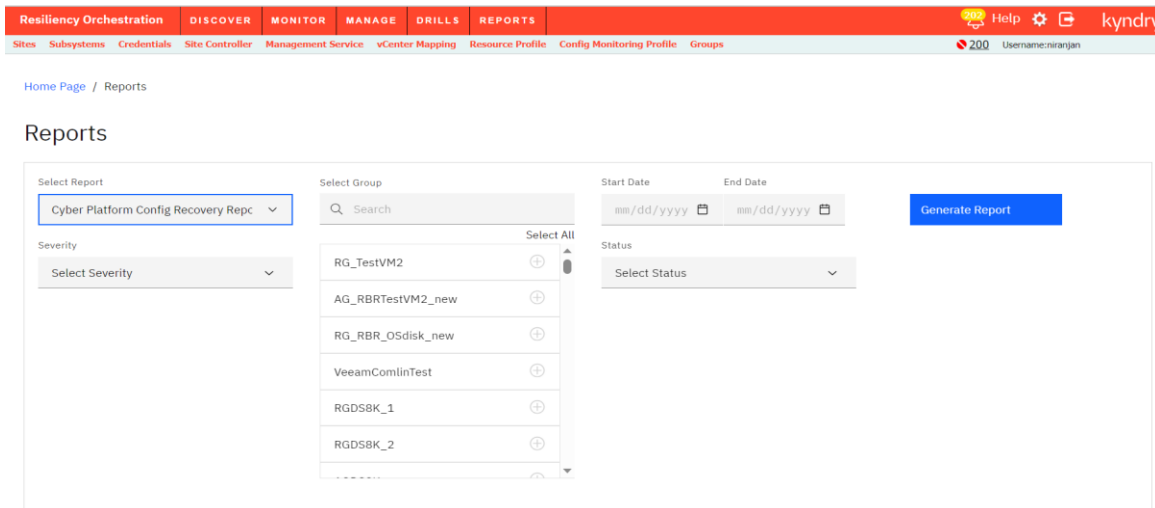 Resiliency Orchestration DISCOVER MONITOR MANAGE DRILLS REPORTS 202 Help
Sites Subsystems Credentials Site Controller Management Service vCenter Mapping Resource Profile Config Monitoring Profile Groups 200 Username:niranjan
Home Page / Reports
Reports
Select Report Select Group Start Date End Date
Cyber Platform Config Recovery Repo Search mm/dd/yyyy mm/dd/yyyy Generate Report
Select All
Severity Status
Select Severity Select Status
RG_TestVM2
AG_RBRTestVM2_new
RG_RBR_OSdisk_new
VeeamComlinTest
RGDS8K_1
RGDS8K_2